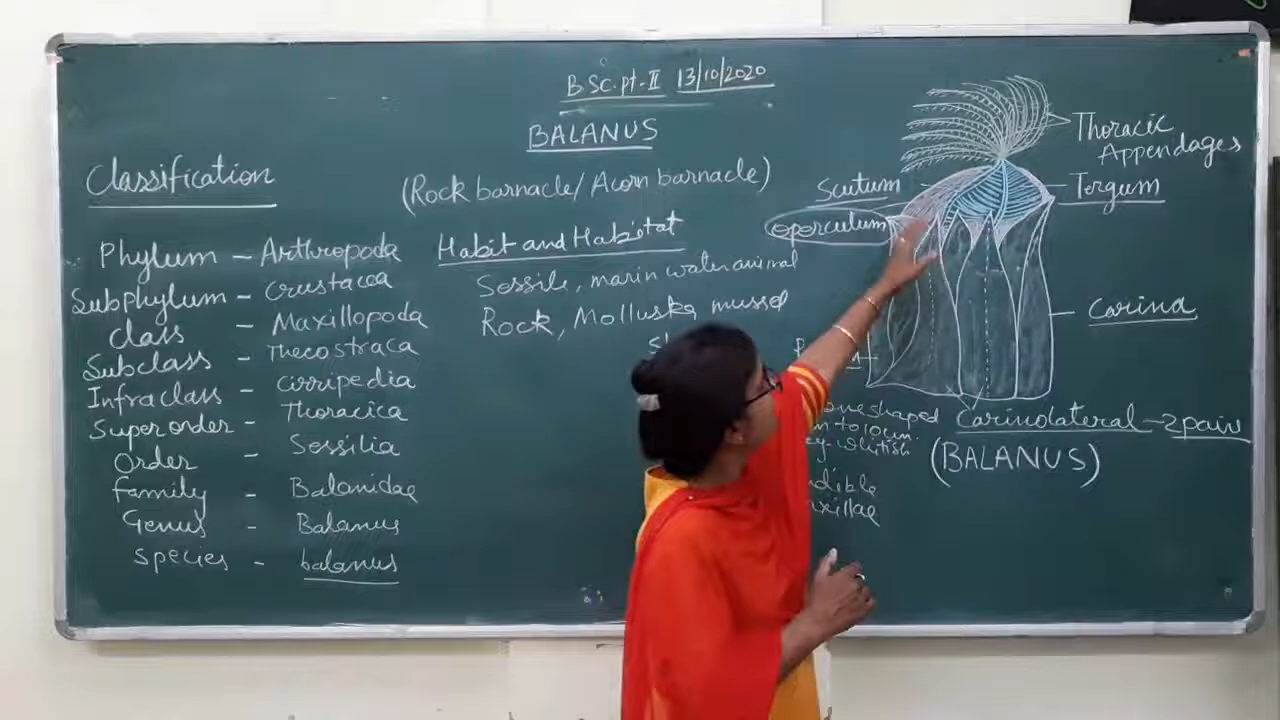 B.Sc.pt-II 13/10/2020
BALANUS
(Rock barnacle/Acorn barnacle)
Classification
Phylum - Arthropoda
Subphylum - Crustacea
Class - Maxillopoda
Subclass - Thecostraca
Infraclass - Cirripedia
Superorder - Thoracica
Order - Sessilia
family - Balanidae
Genus - Balanus
Species - balanus
Habit and Habitat
Sessile, marin water animal
Rock, Molluska mussel
Thoracic
Appendages
Scutum
Tergum
operculum
Carina
Carinolateral - 2 pair
(BALANUS)